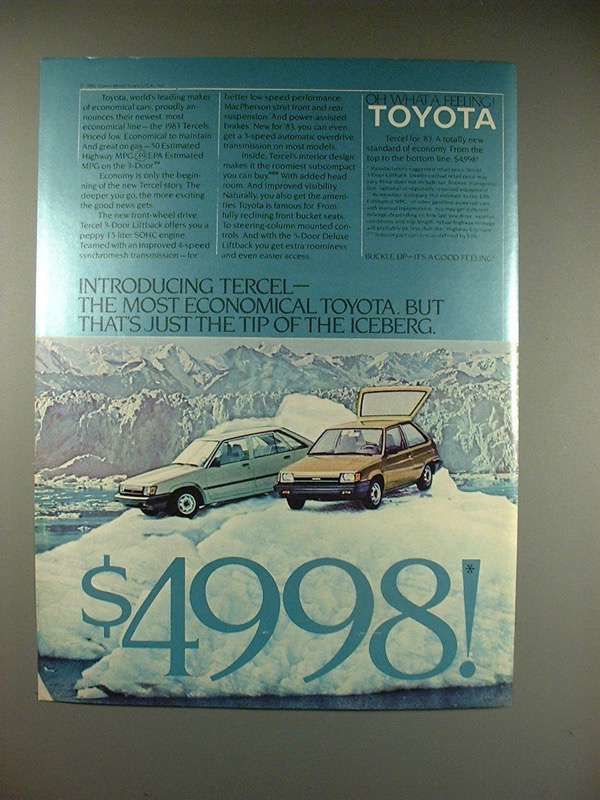 Toyota, world's leading maker
of economical cars, proudly an-
nounces their newest, most
economical line—the 1983 Tercels.
Priced low. Economical to maintain.
And great on gas—50 Estimated
Highway MPG, EPA Estimated
MPG on the 3-Door.**
Economy is only the begin-
ning of the new Tercel story. The
deeper you go, the more exciting
the good news gets.
The new front-wheel drive
Tercel 3-Door Liftback offers you a
peppy 1.5 liter SOHC engine.
Teamed with an improved 4-speed
synchromesh transmission—for
better low speed performance.
MacPherson strut front and rear
suspension. And power-assisted
brakes. New for '83, you can even
get a 3-speed automatic overdrive
transmission on most models.
Inside, Tercel's interior design
makes it the roomiest subcompact
you can buy.*** With added head
room. And improved visibility.
Naturally, you also get the ameni-
ties Toyota is famous for. From
fully reclining front bucket seats.
To steering-column mounted con-
trols. And with the 5-Door Deluxe
Liftback you get extra roominess
and even easier access.
OH WHAT A FEELING!
TOYOTA
Tercel for '83. A totally new
standard of economy. From the
top to the bottom line. $4998!
BUCKLE UP—IT'S A GOOD FEELING!
INTRODUCING TERCEL—
THE MOST ECONOMICAL TOYOTA. BUT
THAT'S JUST THE TIP OF THE ICEBERG.
$4998!*